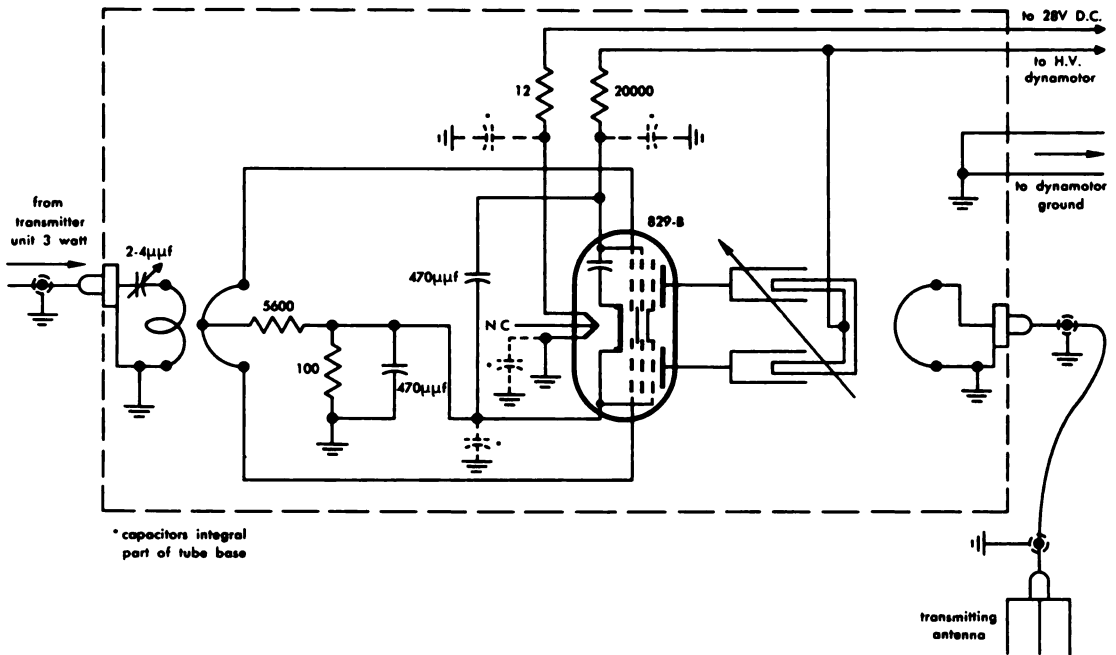 to 28V D.C.
to H.V.
dynamotor
12
20000
*
*
to dynamotor
ground
from
transmitter
unit 3 watt
829-B
2-4µµf
470µµf
5600
NC
*
100
470µµf
*
* capacitors integral
part of tube base
transmitting
antenna